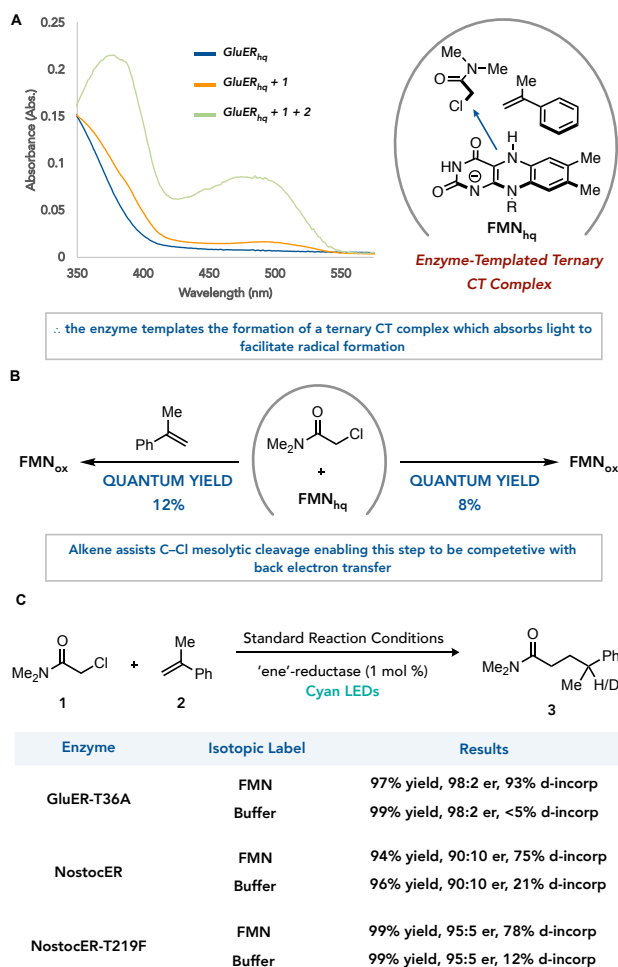 A
0.25
0.2
0.15
0.1
0.05
0
Absorbance (Abs.)
350
400
450
500
550
Wavelength (nm)
GluERhq
GluERhq + 1
GluERhq + 1 + 2
Me
N
Me
O
Cl
Me
H
O
N
Me
HN
O
N
N
Me
R
FMNhq
Enzyme-Templated Ternary
CT Complex
∴ the enzyme templates the formation of a ternary CT complex which absorbs light to
facilitate radical formation
B
Me
Ph
FMNox
QUANTUM YIELD
12%
O
Me2N
Cl
+
FMNhq
QUANTUM YIELD
8%
FMNox
Alkene assists C–Cl mesolytic cleavage enabling this step to be competetive with
back electron transfer
C
O
Me2N
Cl
1
+
Me
Ph
2
Standard Reaction Conditions
'ene'-reductase (1 mol %)
Cyan LEDs
O
Me2N
Ph
Me
H/D
3
Enzyme Isotopic Label Results
GluER-T36A
FMN 97% yield, 98:2 er, 93% d-incorp
Buffer 99% yield, 98:2 er, <5% d-incorp
NostocER
FMN 94% yield, 90:10 er, 75% d-incorp
Buffer 96% yield, 90:10 er, 21% d-incorp
NostocER-T219F
FMN 99% yield, 95:5 er, 78% d-incorp
Buffer 99% yield, 95:5 er, 12% d-incorp